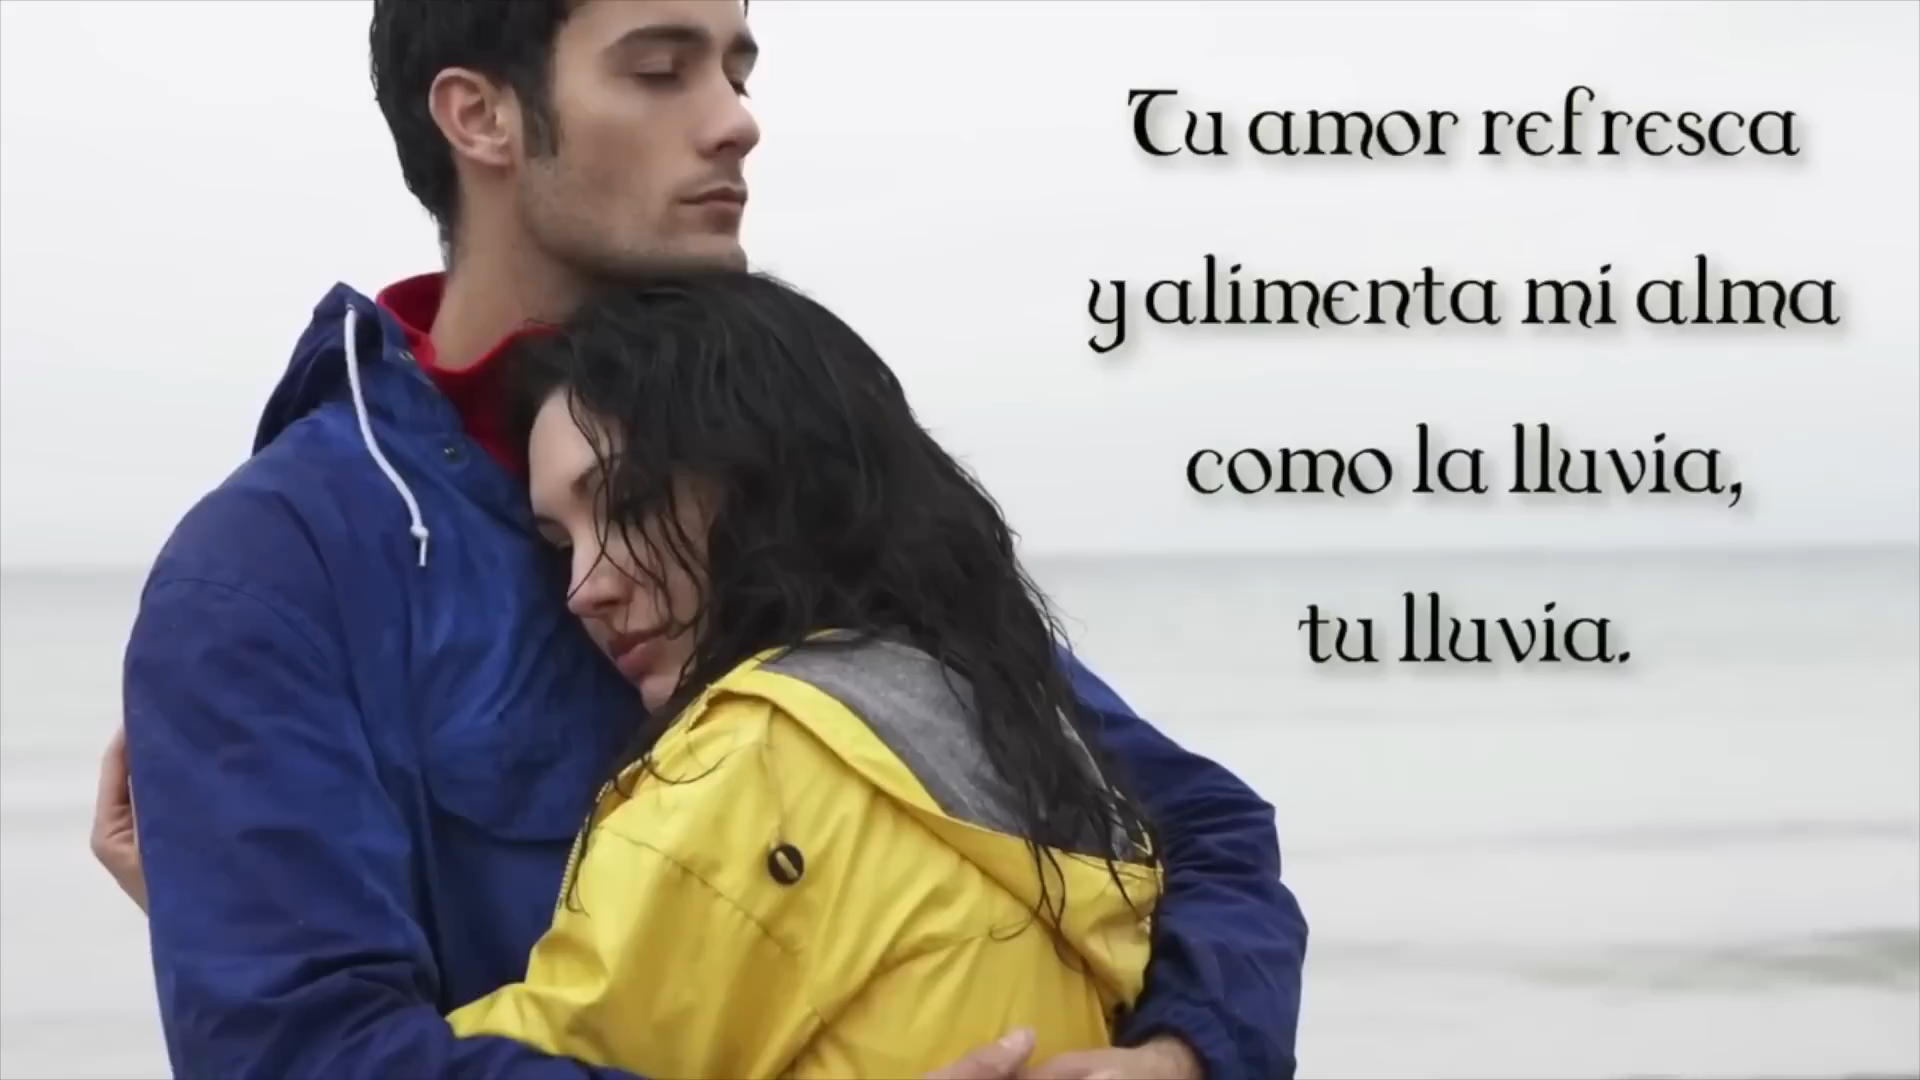 Tu amor refresca
y alimenta mi alma
como la lluvia,
tu lluvia.